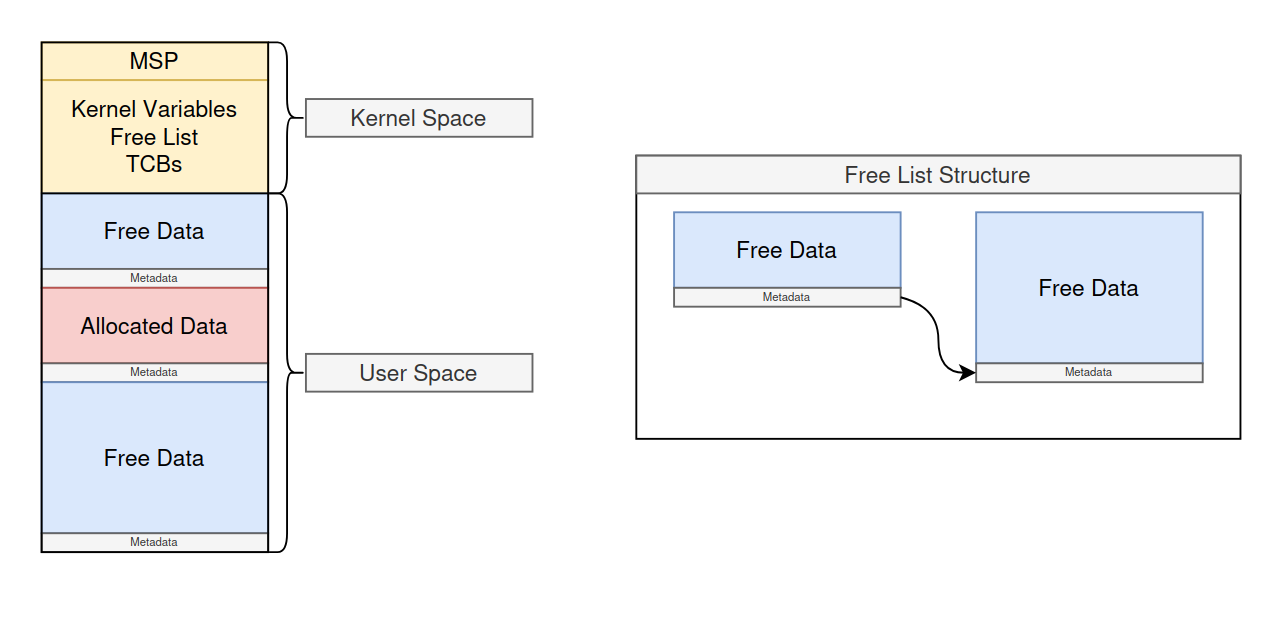 MSP
Kernel Variables
Free List
TCBs
Kernel Space
Free Data
Metadata
Allocated Data
Metadata
User Space
Free Data
Metadata
Free List Structure
Free Data
Metadata
Free Data
Metadata